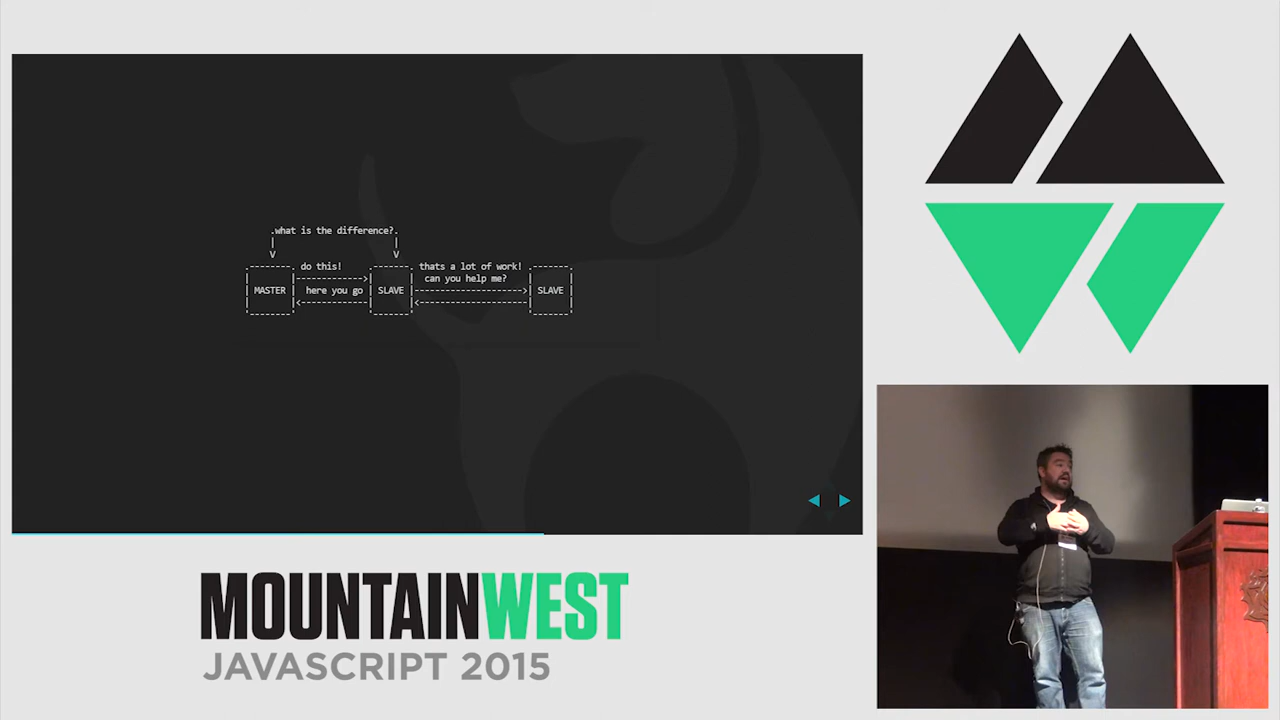 .what is the difference?.
do this!
thats a lot of work!
can you help me?
MASTER
here you go
SLAVE
SLAVE
MOUNTAINWEST
JAVASCRIPT 2015